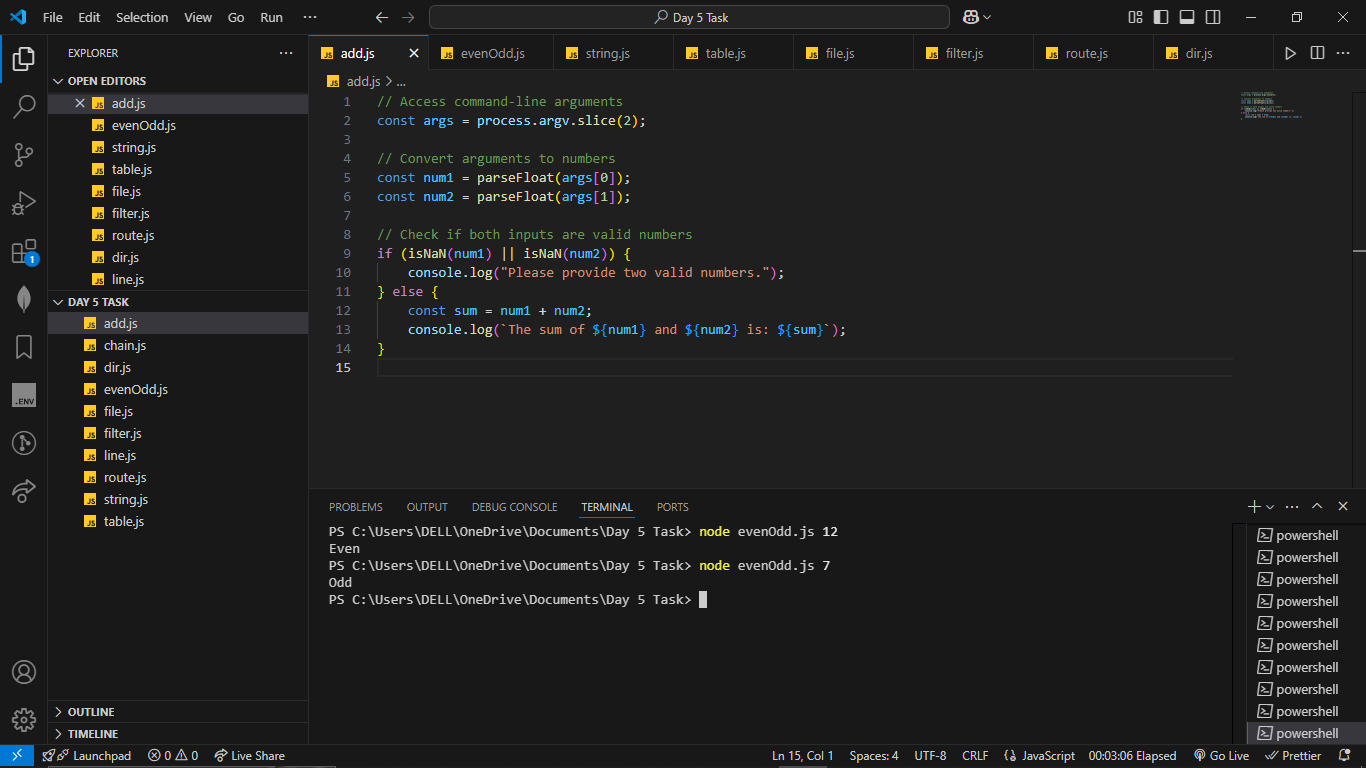 File Edit Selection View Go Run ··· Day 5 Task
EXPLORER ···
OPEN EDITORS
JS add.js
JS evenOdd.js
JS string.js
JS table.js
JS file.js
JS filter.js
JS route.js
JS dir.js
JS line.js
DAY 5 TASK
JS add.js
JS chain.js
JS dir.js
JS evenOdd.js
JS file.js
JS filter.js
JS line.js
JS route.js
JS string.js
JS table.js
OUTLINE
TIMELINE
1
.ENV
JS add.js JS evenOdd.js JS string.js JS table.js JS file.js JS filter.js JS route.js JS dir.js ···
JS add.js > ...
1 // Access command-line arguments
2 const args = process.argv.slice(2);
3
4 // Convert arguments to numbers
5 const num1 = parseFloat(args[0]);
6 const num2 = parseFloat(args[1]);
7
8 // Check if both inputs are valid numbers
9 if (isNaN(num1) || isNaN(num2)) {
10 console.log("Please provide two valid numbers.");
11 } else {
12 const sum = num1 + num2;
13 console.log(`The sum of ${num1} and ${num2} is: ${sum}`);
14 }
15
PROBLEMS OUTPUT DEBUG CONSOLE TERMINAL PORTS
PS C:\Users\DELL\OneDrive\Documents\Day 5 Task> node evenOdd.js 12
Even
PS C:\Users\DELL\OneDrive\Documents\Day 5 Task> node evenOdd.js 7
Odd
PS C:\Users\DELL\OneDrive\Documents\Day 5 Task>
powershell
powershell
powershell
powershell
powershell
powershell
powershell
powershell
powershell
powershell
Launchpad 0 0 Live Share Ln 15, Col 1 Spaces: 4 UTF-8 CRLF {} JavaScript 00:03:06 Elapsed Go Live Prettier